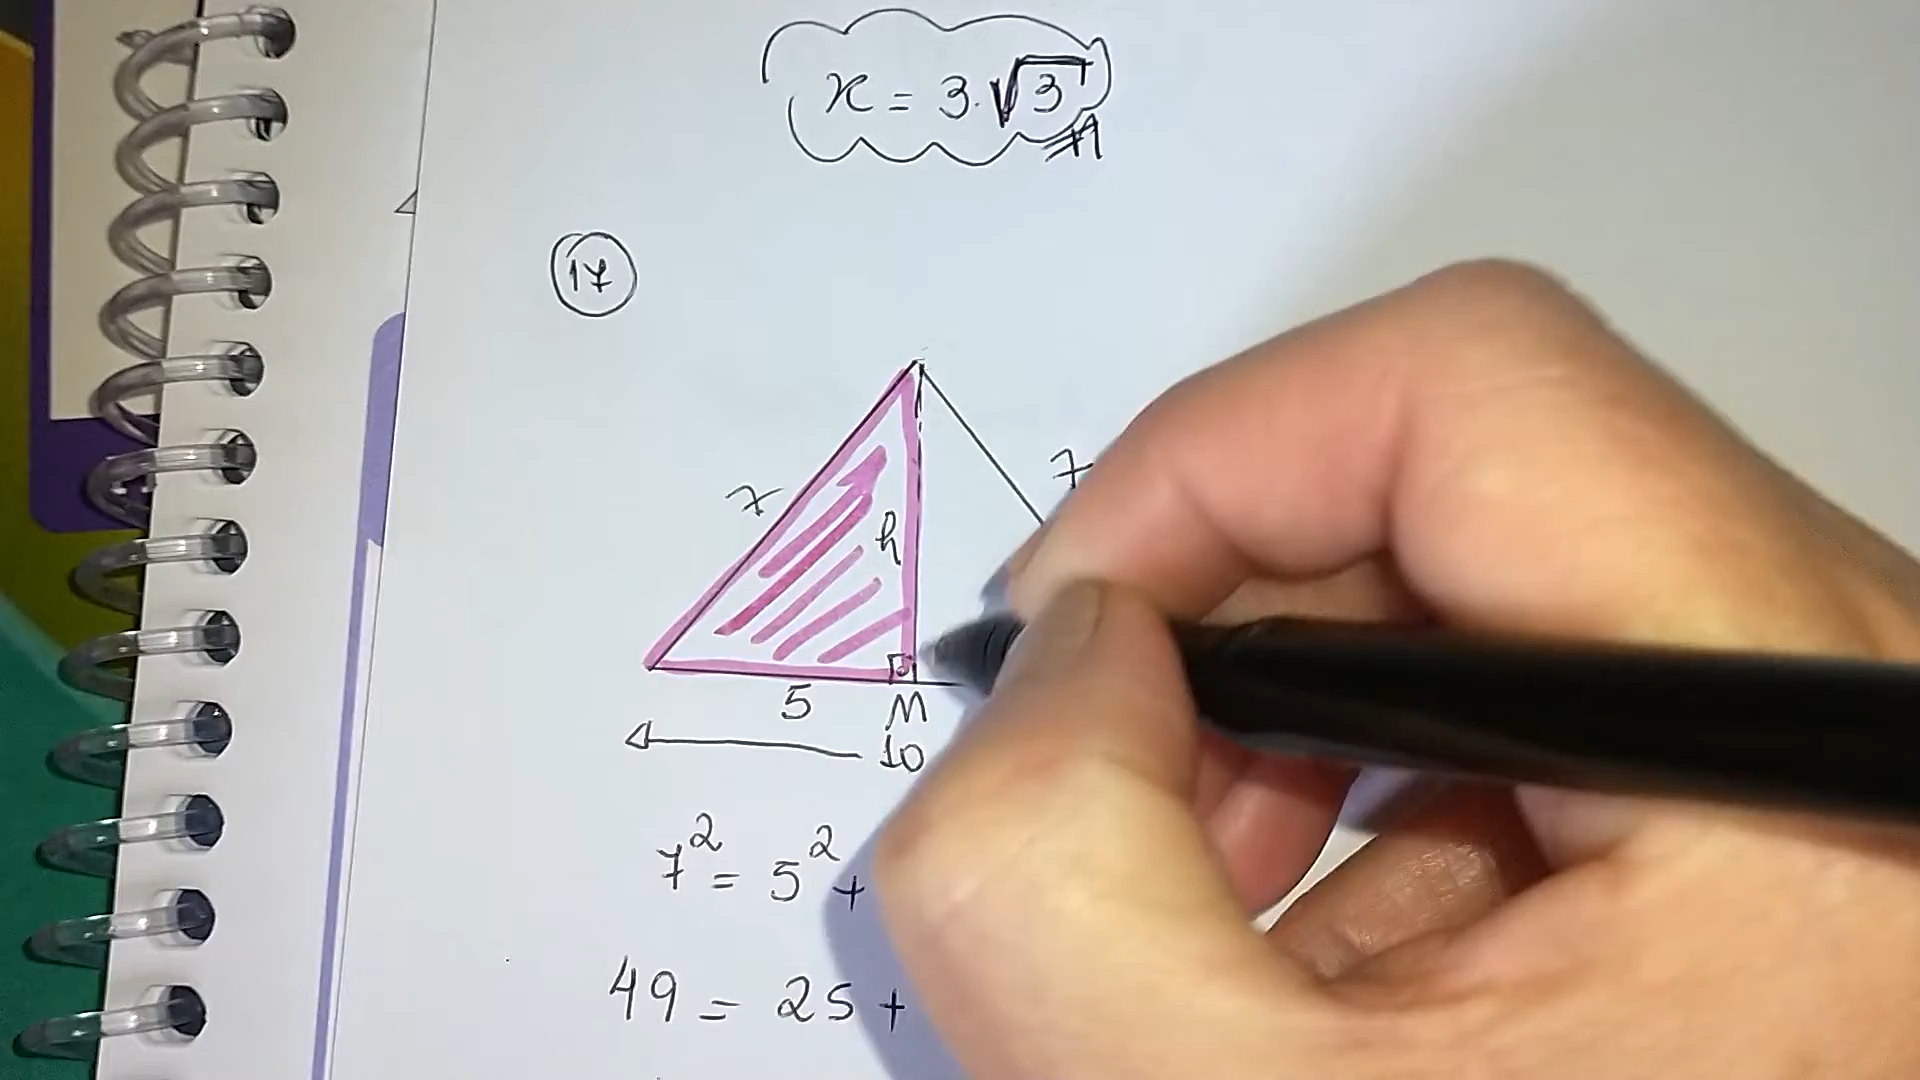 x = 3.√3
17
7
7
h
5
M
10
7² = 5² +
49 = 25 +